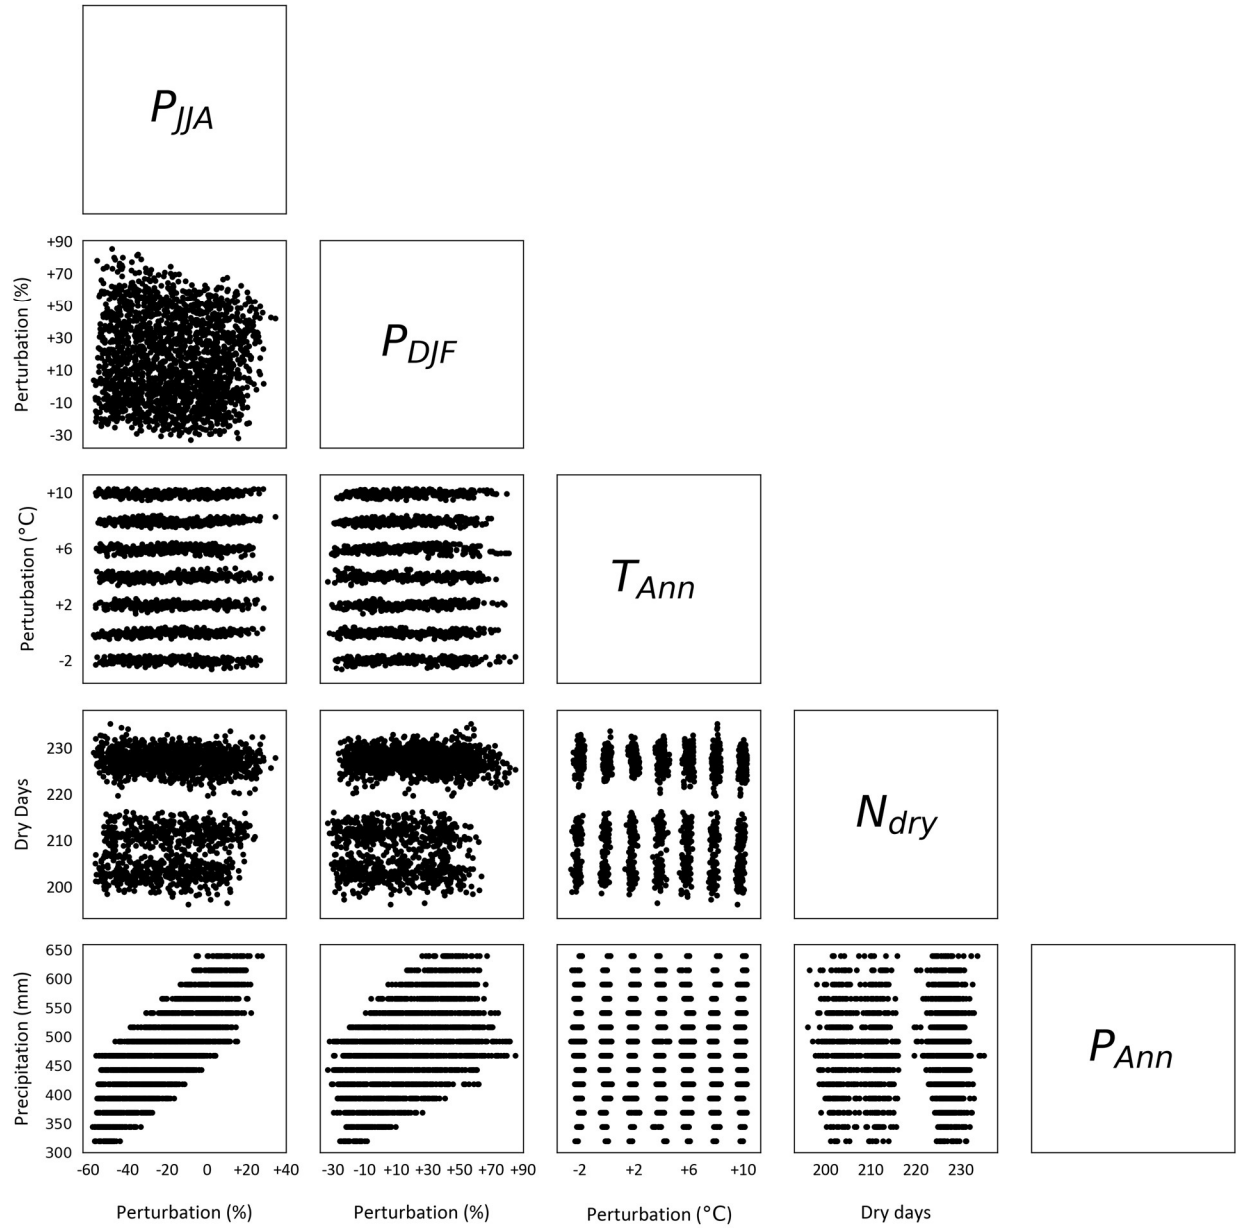 P_JJA
+90
+70
+50
+30
+10
-10
-30
Perturbation (%)
P_DJF
+10
+6
+2
-2
Perturbation (°C)
T_Ann
230
220
210
200
Dry Days
N_dry
650
600
550
500
450
400
350
300
Precipitation (mm)
P_Ann
-60 -40 -20 0 +20 +40
-30 -10 +10 +30 +50 +70 +90
-2 +2 +6 +10
200 210 220 230
Perturbation (%)
Perturbation (%)
Perturbation (°C)
Dry days